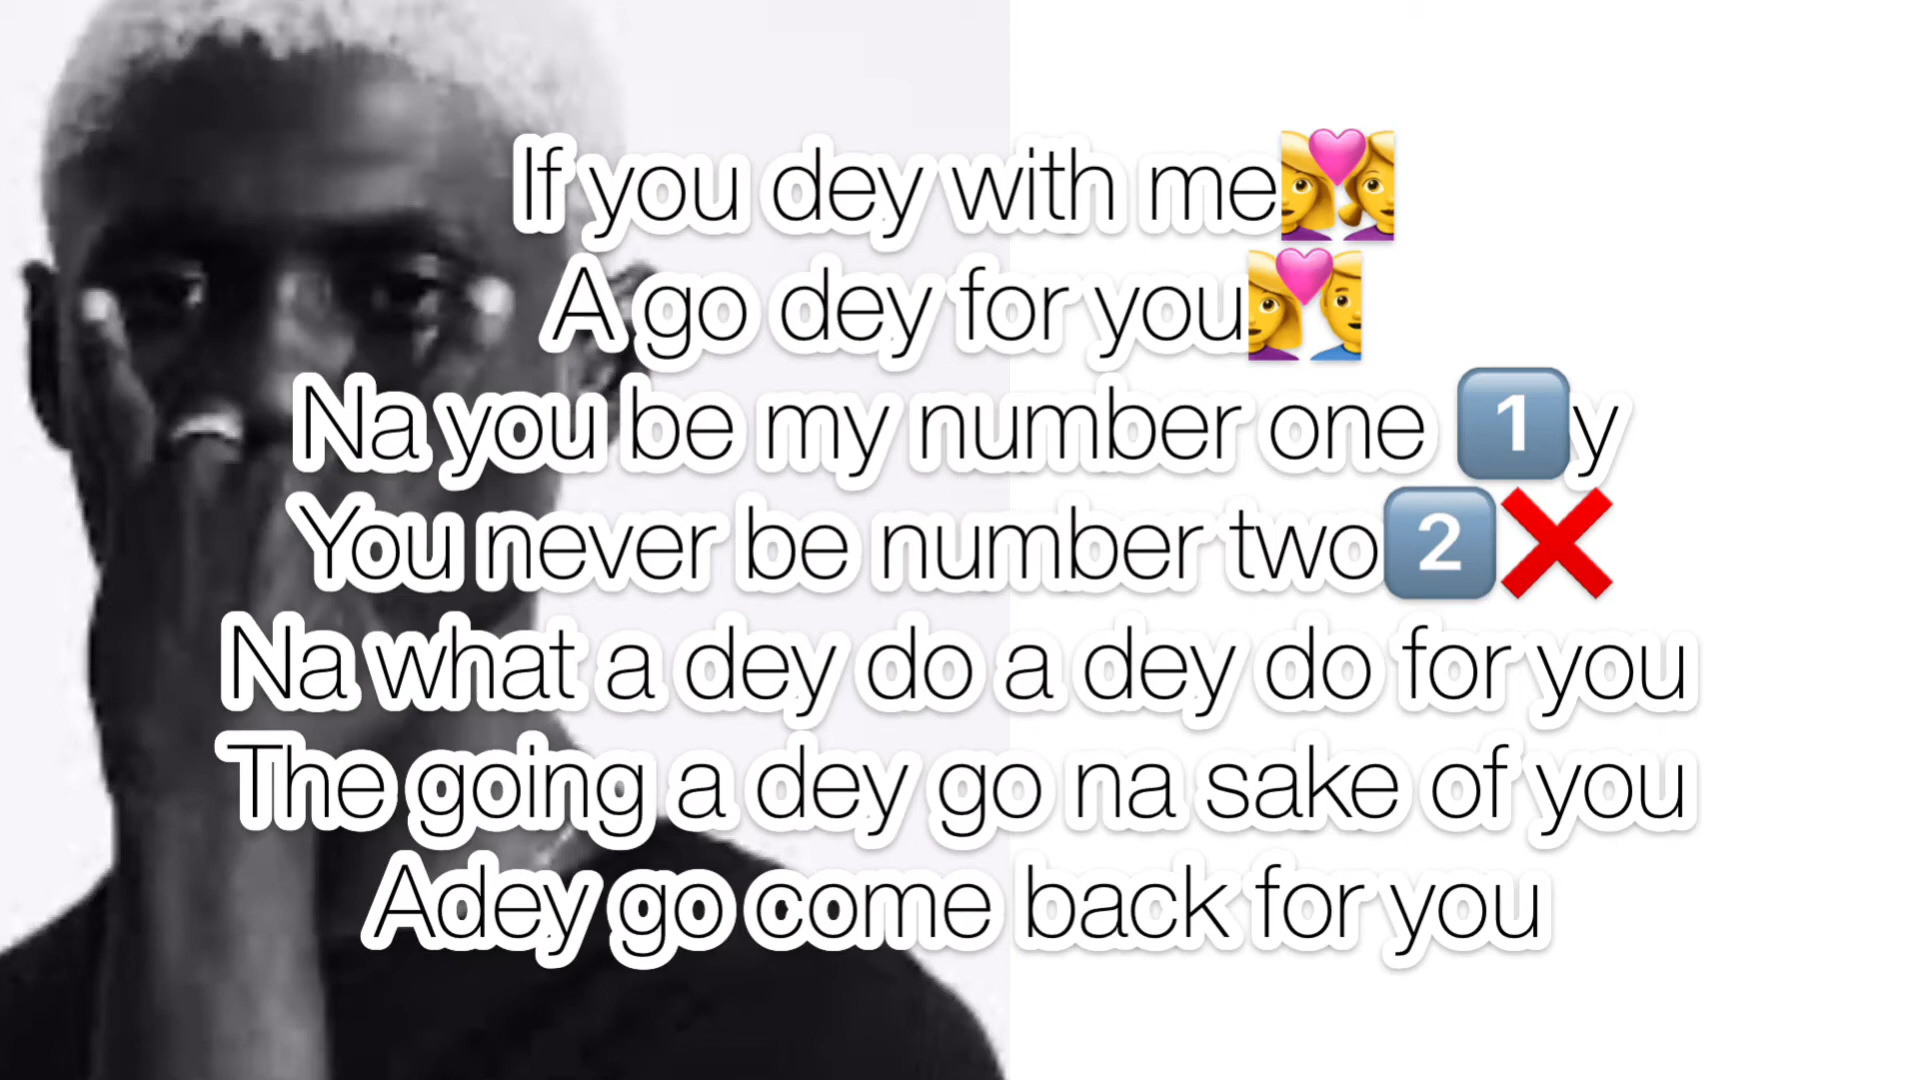 If you dey with me👩‍❤️‍👩
A go dey for you👩‍❤️‍👨
Na you be my number one 1️⃣y
You never be number two2️⃣❌
Na what a dey do a dey do for you
The going a dey go na sake of you
Adey go come back for you